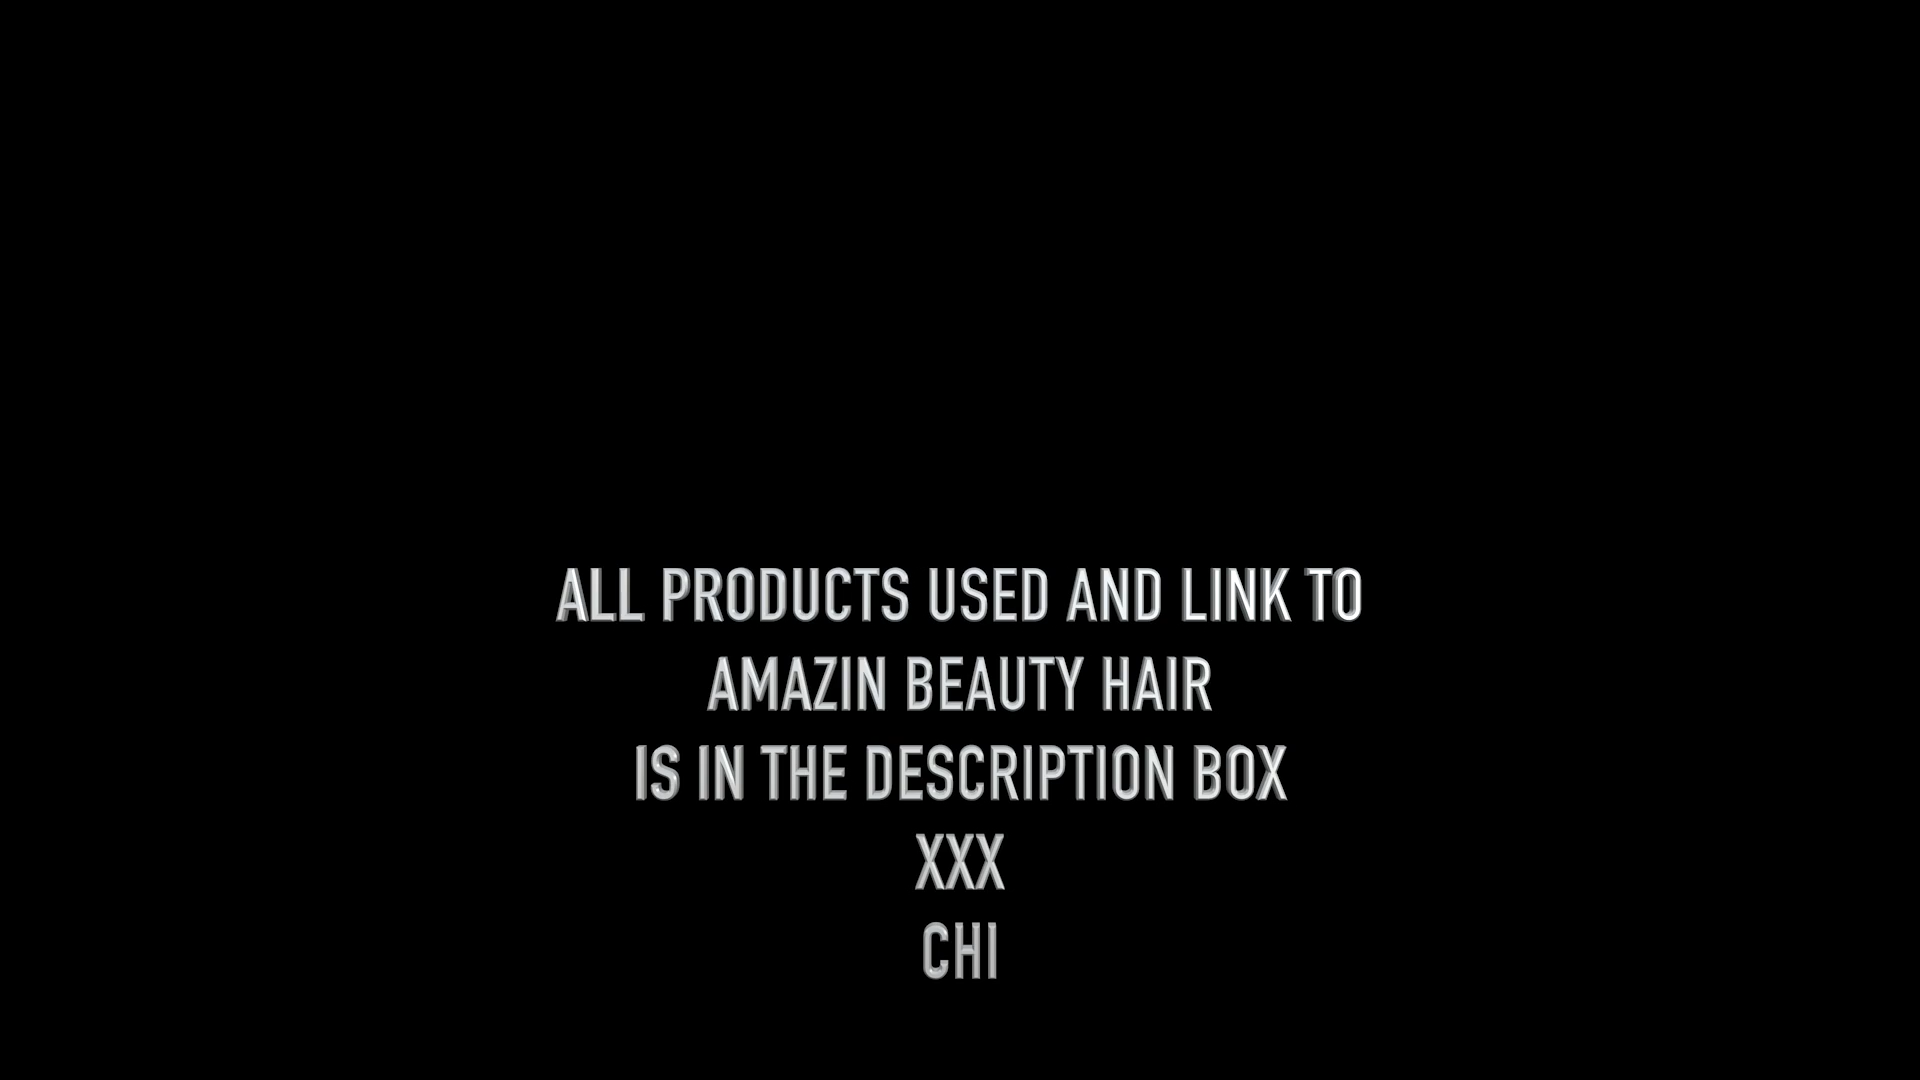 ALL PRODUCTS USED AND LINK TO
AMAZIN BEAUTY HAIR
IS IN THE DESCRIPTION BOX
XXX
CHI